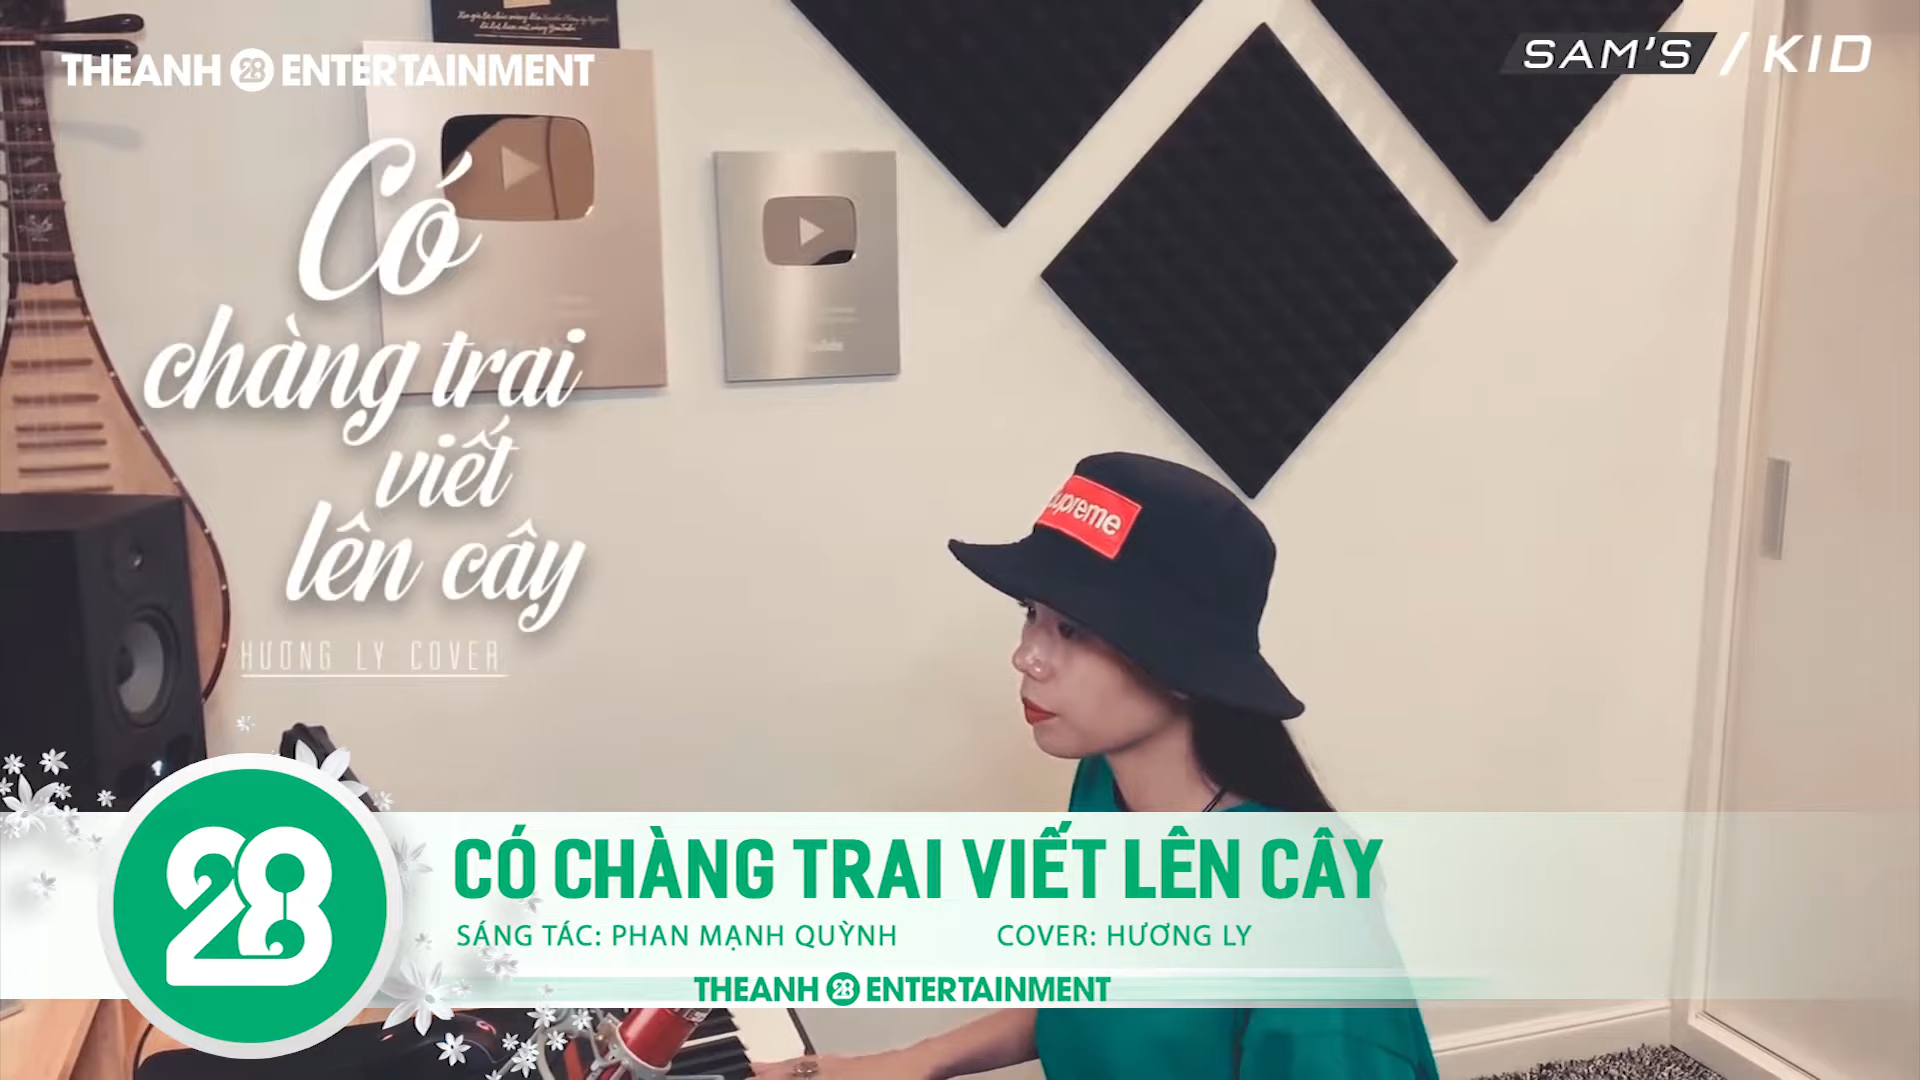 THEANH 28 ENTERTAINMENT
SAM'S / KID
Có
chàng trai
viết
lên cây
HƯƠNG LY COVER
Supreme
28
CÓ CHÀNG TRAI VIẾT LÊN CÂY
SÁNG TÁC: PHAN MẠNH QUỲNH
COVER: HƯƠNG LY
THEANH 28 ENTERTAINMENT